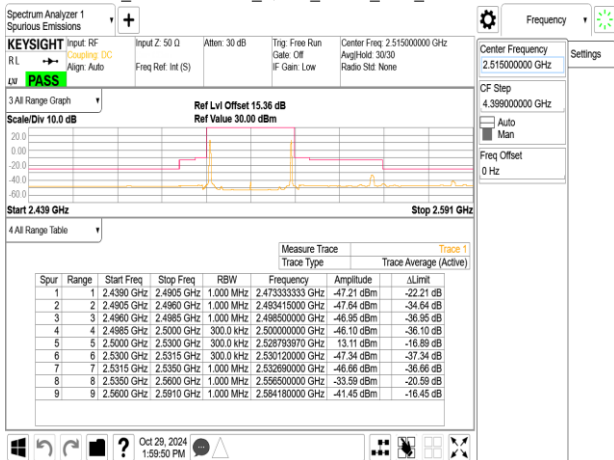 Spectrum Analyzer 1
Spurious Emissions
Frequency
KEYSIGHT
RL
LXI
PASS
Input: RF
Coupling: DC
Align: Auto
Input Z: 50 Ω
Freq Ref: Int (S)
Atten: 30 dB
Trig: Free Run
Gate: Off
IF Gain: Low
Center Freq: 2.515000000 GHz
Avg|Hold: 30/30
Radio Std: None
Center Frequency
2.515000000 GHz
Settings
CF Step
4.399000000 GHz
Auto
Man
Freq Offset
0 Hz
3 All Range Graph
Scale/Div 10.0 dB
Ref Lvl Offset 15.36 dB
Ref Value 30.00 dBm
20.0
0.00
-20.0
-40.0
-60.0
Start 2.439 GHz
Stop 2.591 GHz
4 All Range Table
Measure Trace Trace 1
Trace Type Trace Average (Active)
Spur Range Start Freq Stop Freq RBW Frequency Amplitude ΔLimit
1 1 2.4390 GHz 2.4905 GHz 1.000 MHz 2.473333333 GHz -47.21 dBm -22.21 dB
2 2 2.4905 GHz 2.4960 GHz 1.000 MHz 2.493415000 GHz -47.64 dBm -34.64 dB
3 3 2.4960 GHz 2.4985 GHz 1.000 MHz 2.498500000 GHz -46.95 dBm -36.95 dB
4 4 2.4985 GHz 2.5000 GHz 300.0 kHz 2.500000000 GHz -46.10 dBm -36.10 dB
5 5 2.5000 GHz 2.5300 GHz 300.0 kHz 2.528793970 GHz 13.11 dBm -16.89 dB
6 6 2.5300 GHz 2.5315 GHz 300.0 kHz 2.530120000 GHz -47.34 dBm -37.34 dB
7 7 2.5315 GHz 2.5350 GHz 1.000 MHz 2.532690000 GHz -46.66 dBm -36.66 dB
8 8 2.5350 GHz 2.5600 GHz 1.000 MHz 2.556500000 GHz -33.59 dBm -20.59 dB
9 9 2.5600 GHz 2.5910 GHz 1.000 MHz 2.584180000 GHz -41.45 dBm -16.45 dB
?
Oct 29, 2024
1:59:50 PM